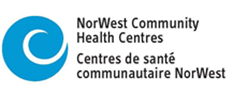 NorWest Community
Health Centres
Centres de santé
communautaire NorWest